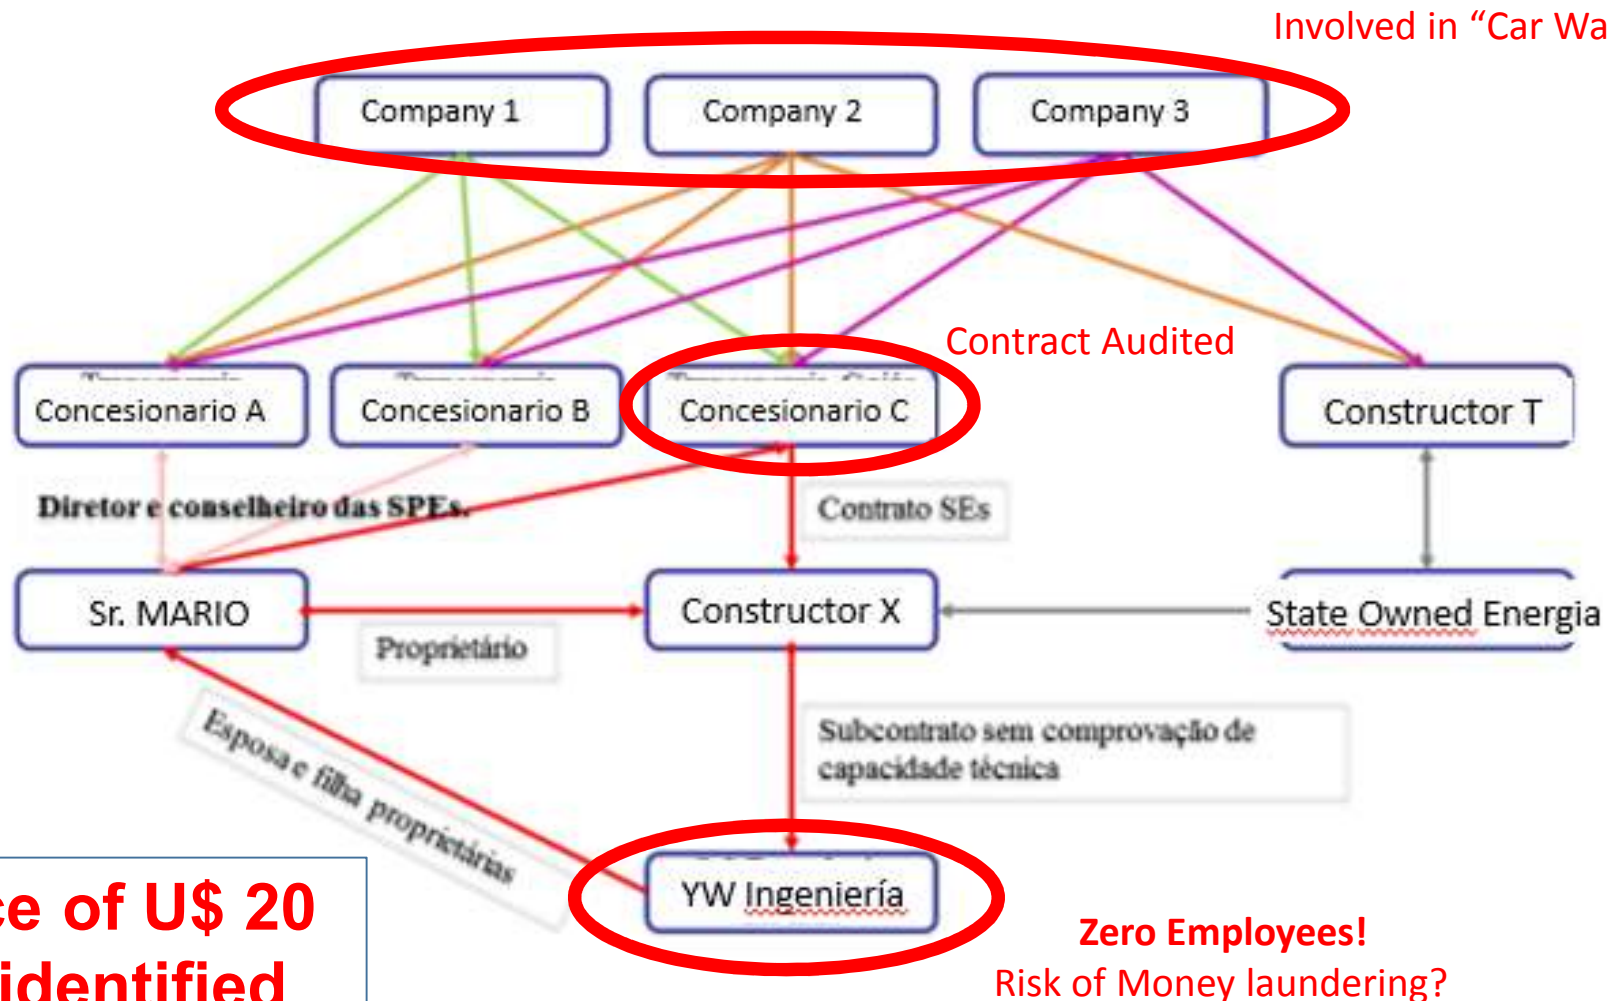 Involved in “Car Wa
Company 1
Company 2
Company 3
Contract Audited
Concesionario A
Concesionario B
Concesionario C
Constructor T
Diretor e conselheiro das SPEs.
Contrato SEs
Sr. MARIO
Constructor X
State Owned Energia
Proprietário
Esposa e filha proprietárias
Subcontrato sem comprovação de
capacidade técnica
YW Ingeniería
ce of U$ 20
identified
Zero Employees!
Risk of Money laundering?